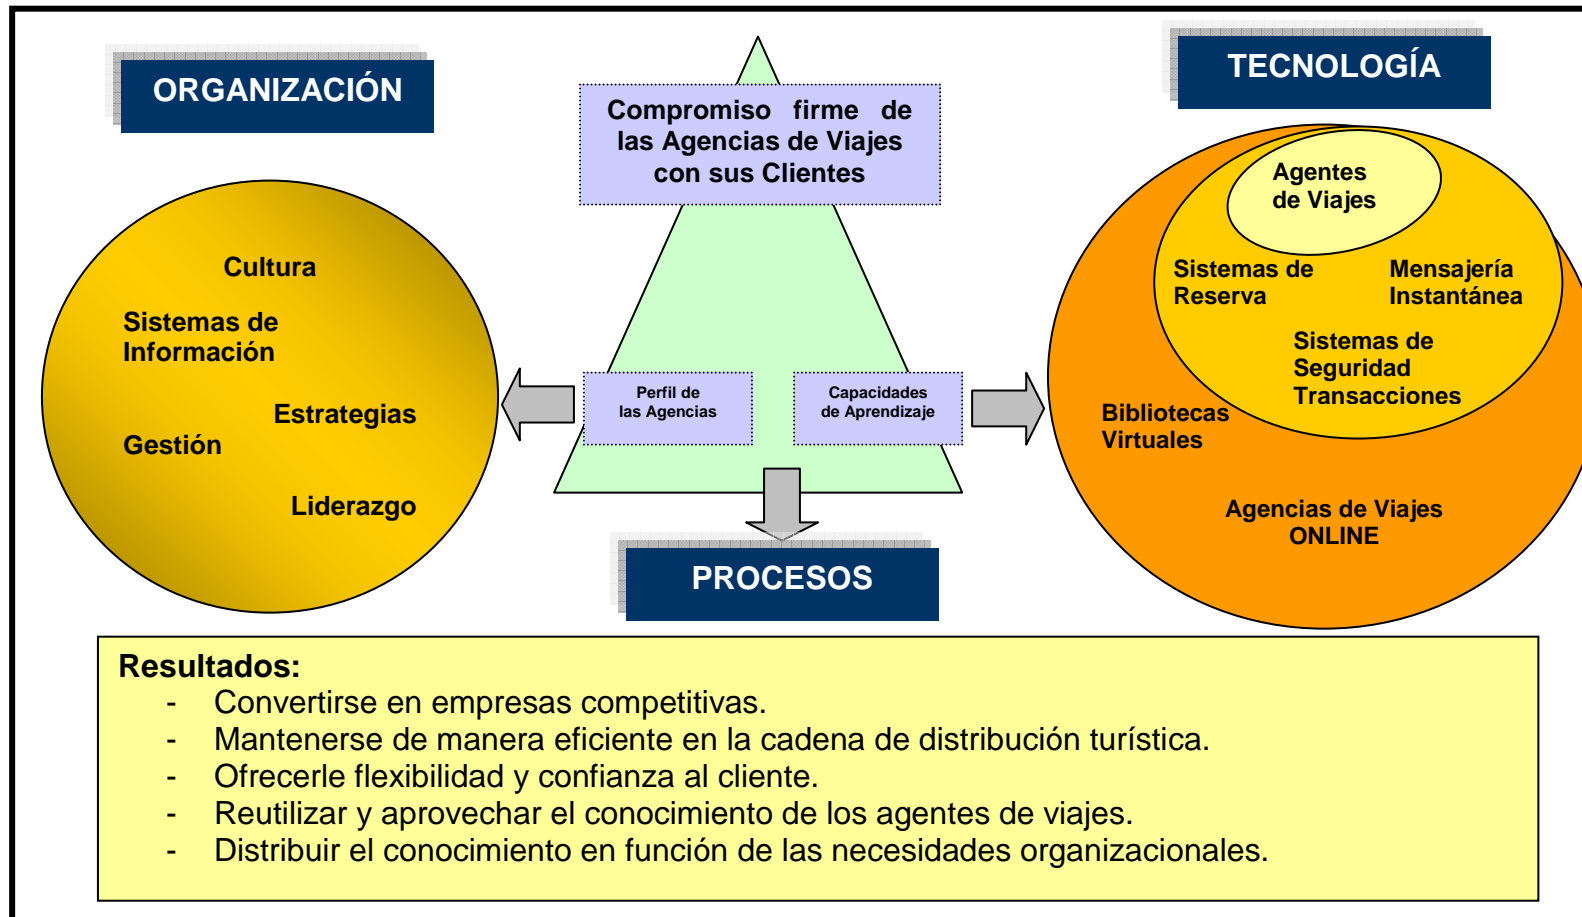 ORGANIZACIÓN
Compromiso firme de
las Agencias de Viajes
con sus Clientes
TECNOLOGÍA
Cultura
Sistemas de
Información
Estrategias
Gestión
Liderazgo
Perfil de
las Agencias
Capacidades
de Aprendizaje
Agentes
de Viajes
Sistemas de
Reserva
Mensajería
Instantánea
Sistemas de
Seguridad
Transacciones
Bibliotecas
Virtuales
Agencias de Viajes
ONLINE
PROCESOS
Resultados:
- Convertirse en empresas competitivas.
- Mantenerse de manera eficiente en la cadena de distribución turística.
- Ofrecerle flexibilidad y confianza al cliente.
- Reutilizar y aprovechar el conocimiento de los agentes de viajes.
- Distribuir el conocimiento en función de las necesidades organizacionales.